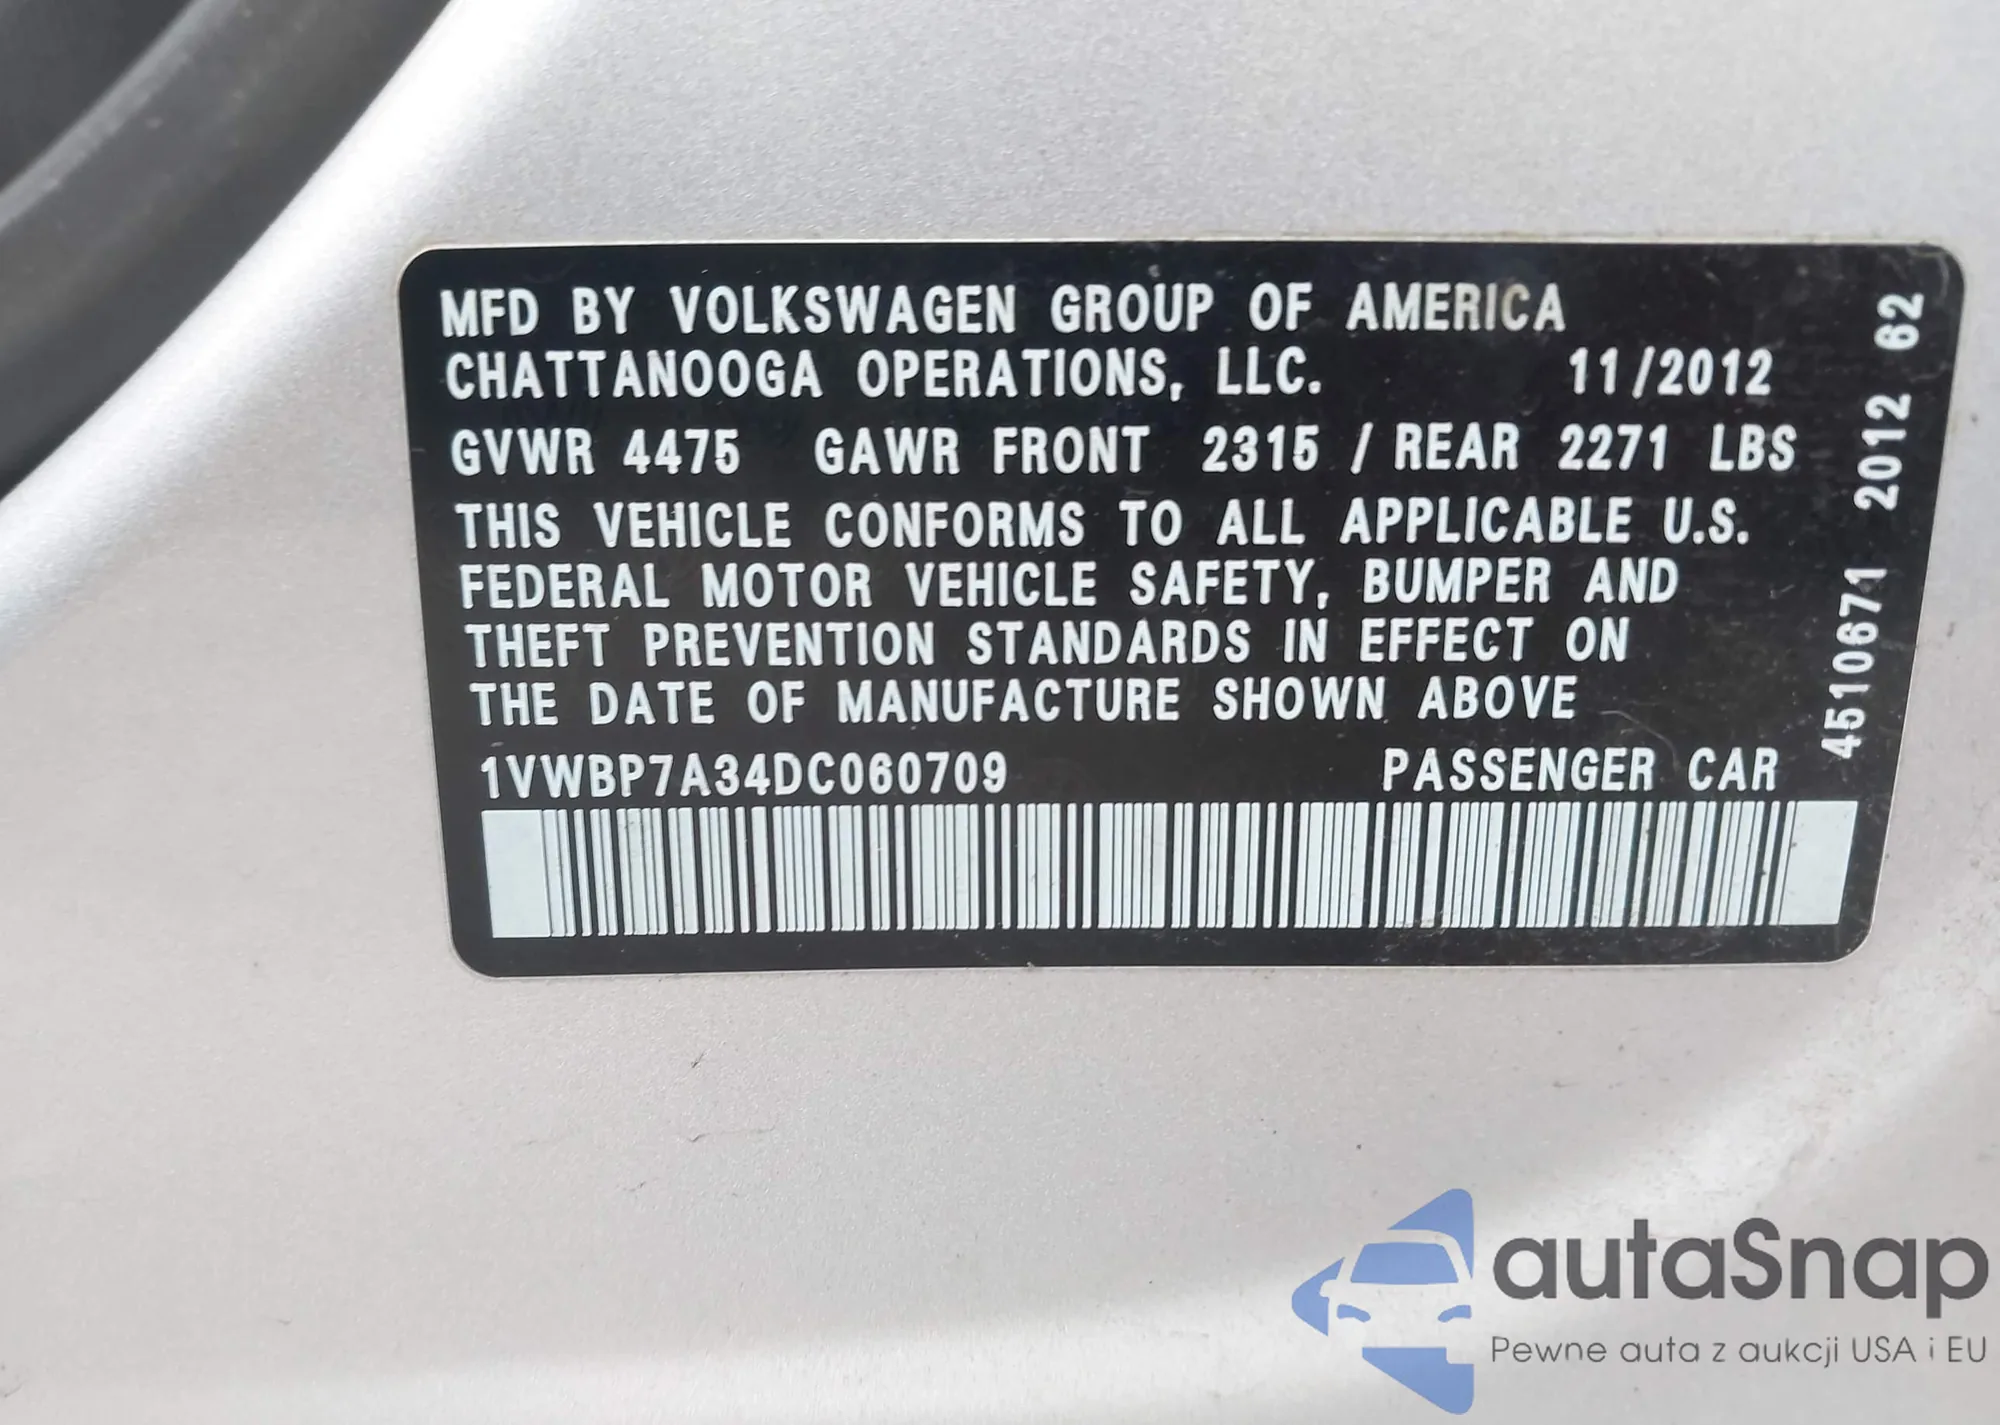 MFD BY VOLKSWAGEN GROUP OF AMERICA
CHATTANOOGA OPERATIONS, LLC. 11/2012
GVWR 4475 GAWR FRONT 2315 / REAR 2271 LBS
THIS VEHICLE CONFORMS TO ALL APPLICABLE U.S.
FEDERAL MOTOR VEHICLE SAFETY, BUMPER AND
THEFT PREVENTION STANDARDS IN EFFECT ON
THE DATE OF MANUFACTURE SHOWN ABOVE
1VWBP7A34DC060709 PASSENGER CAR
4510671 2012 62
autaSnap
Pewne auta z aukcji USA i EU